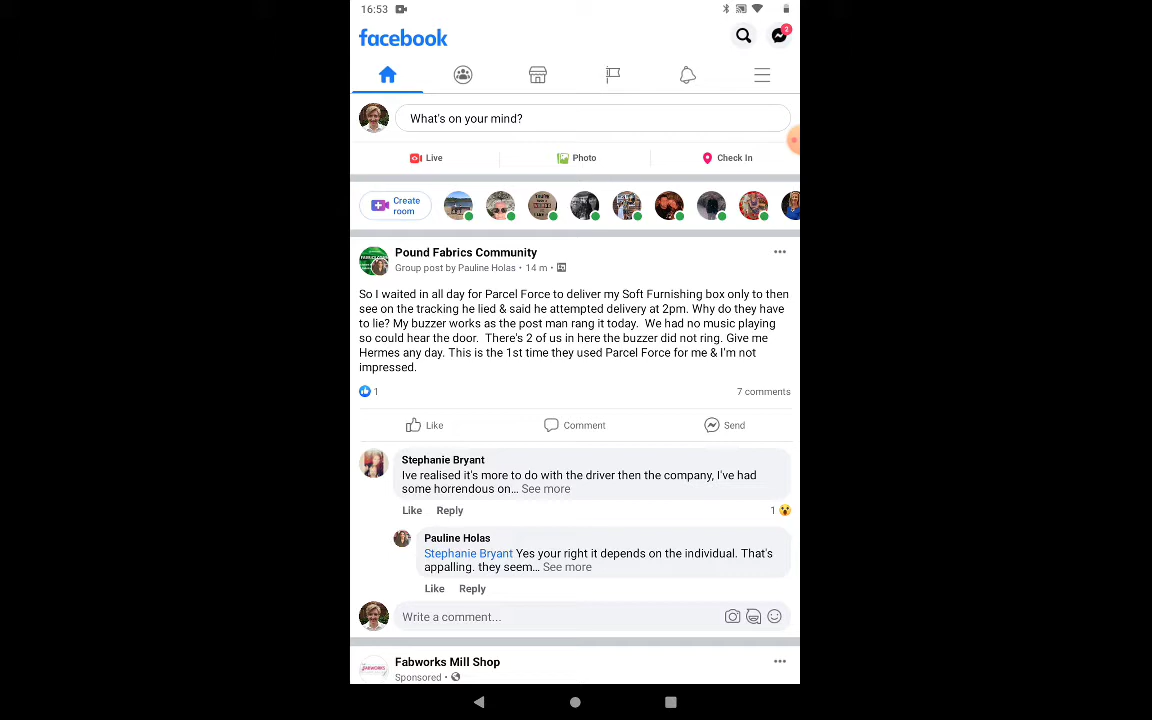 16:53
facebook
2
What's on your mind?
Live
Photo
Check In
Create
room
Pound Fabrics Community
Group post by Pauline Holas • 14 m •
So I waited in all day for Parcel Force to deliver my Soft Furnishing box only to then
see on the tracking he lied & said he attempted delivery at 2pm. Why do they have
to lie? My buzzer works as the post man rang it today.  We had no music playing
so could hear the door.  There's 2 of us in here the buzzer did not ring. Give me
Hermes any day. This is the 1st time they used Parcel Force for me & I'm not
impressed.
1
7 comments
Like
Comment
Send
Stephanie Bryant
Ive realised it's more to do with the driver then the company, I've had
some horrendous on... See more
Like Reply
1
Pauline Holas
Stephanie Bryant Yes your right it depends on the individual. That's
appalling. they seem... See more
Like Reply
Write a comment...
Fabworks Mill Shop
Sponsored •